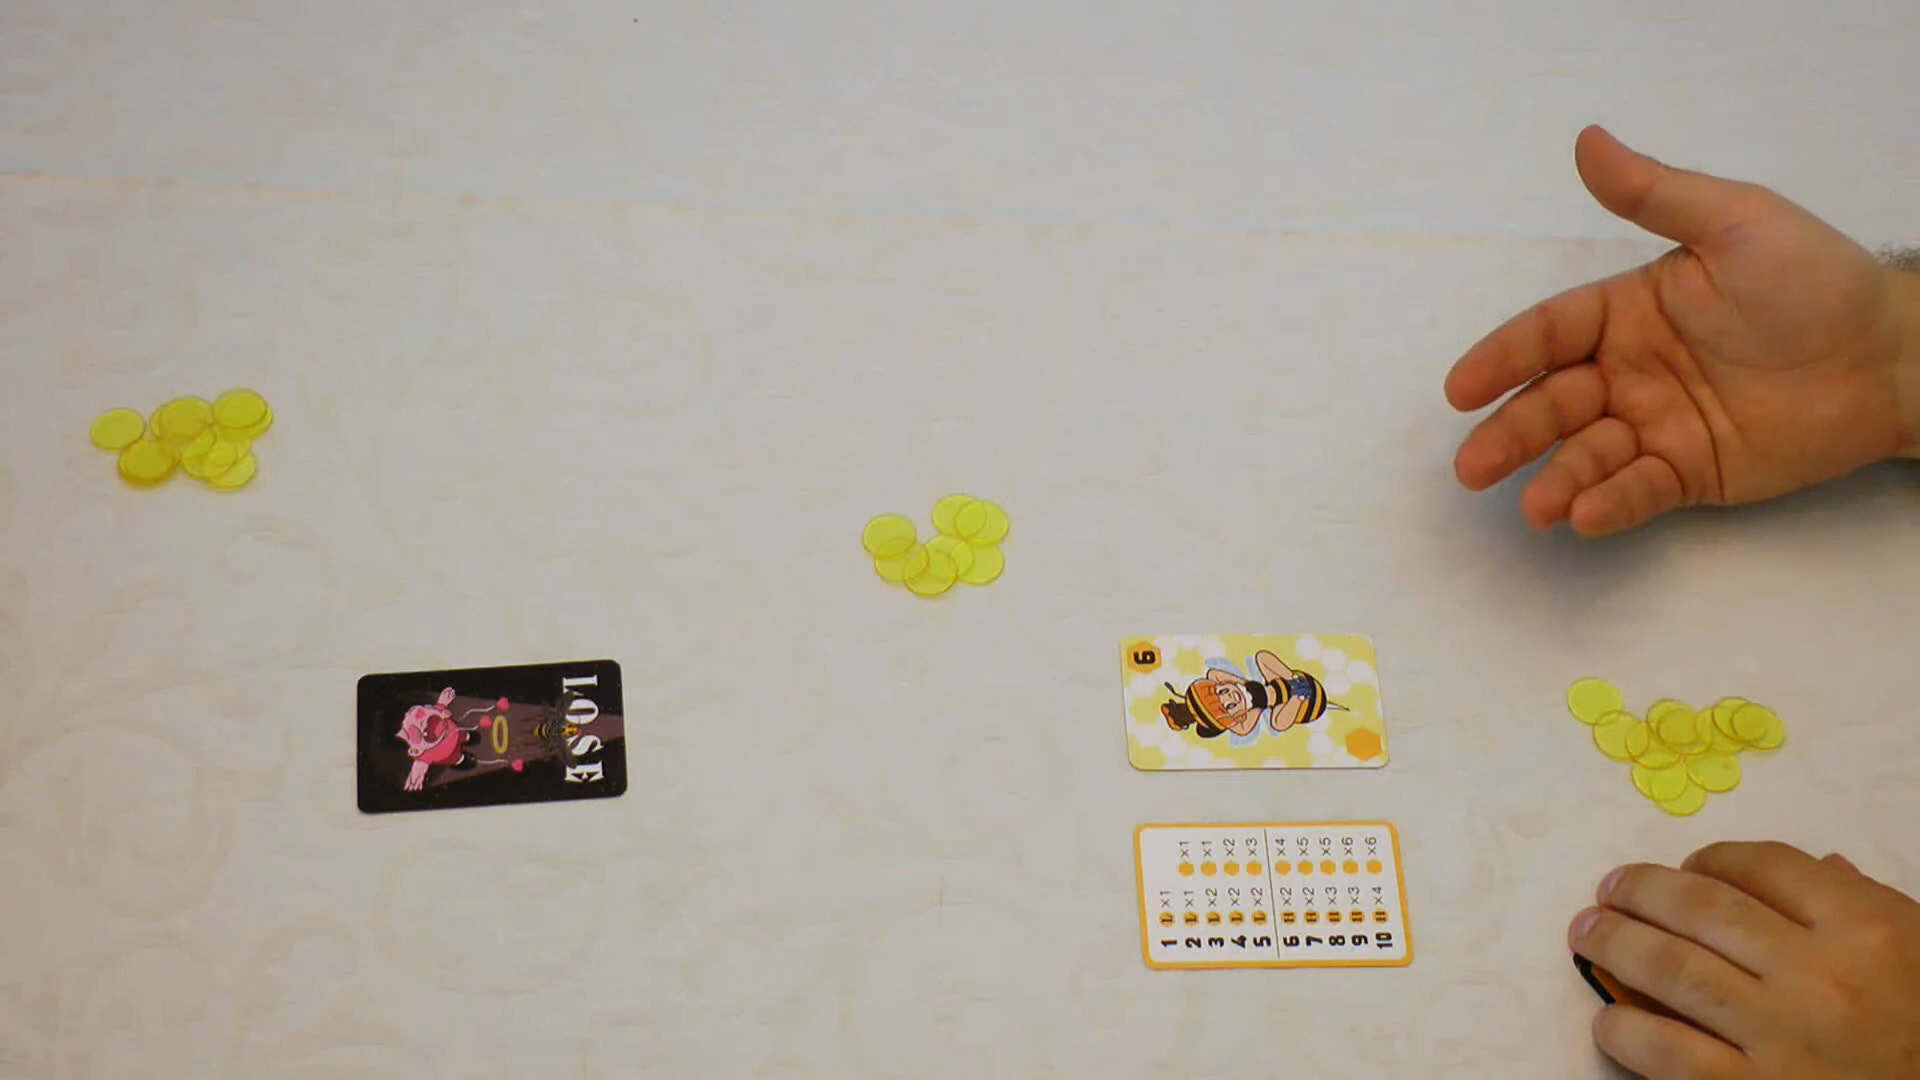 LOSE
6
1 L ×1
2 L ×1 ×1
3 L ×2 ×1
4 L ×2 ×2
5 L ×2 ×3
6 H ×2 ×4
7 H ×2 ×5
8 H ×3 ×5
9 H ×3 ×6
10 H ×4 ×6